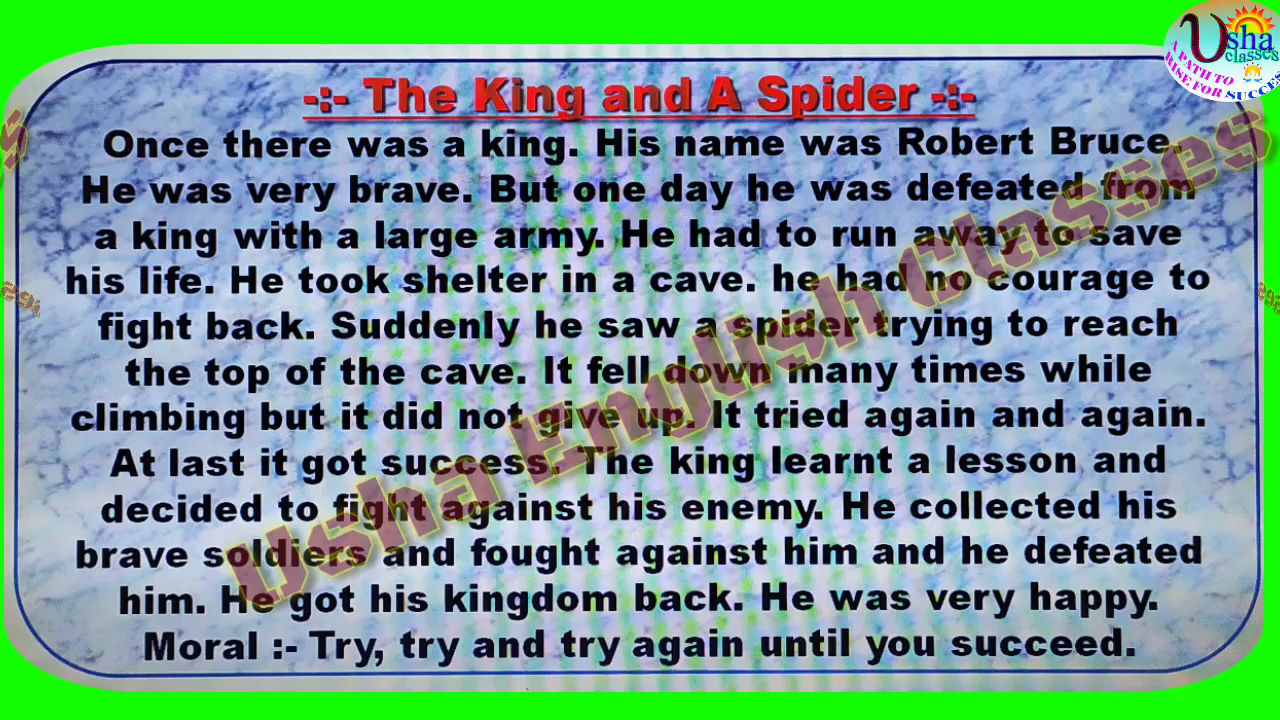 Usha
classes
A PATH TO
RISE FOR SUCCESS
-:- The King and A Spider -:-
Once there was a king. His name was Robert Bruce.
He was very brave. But one day he was defeated from
a king with a large army. He had to run away to save
his life. He took shelter in a cave. he had no courage to
fight back. Suddenly he saw a spider trying to reach
the top of the cave. It fell down many times while
climbing but it did not give up. It tried again and again.
At last it got success. The king learnt a lesson and
decided to fight against his enemy. He collected his
brave soldiers and fought against him and he defeated
him. He got his kingdom back. He was very happy.
Moral :- Try, try and try again until you succeed.
Usha English Classes